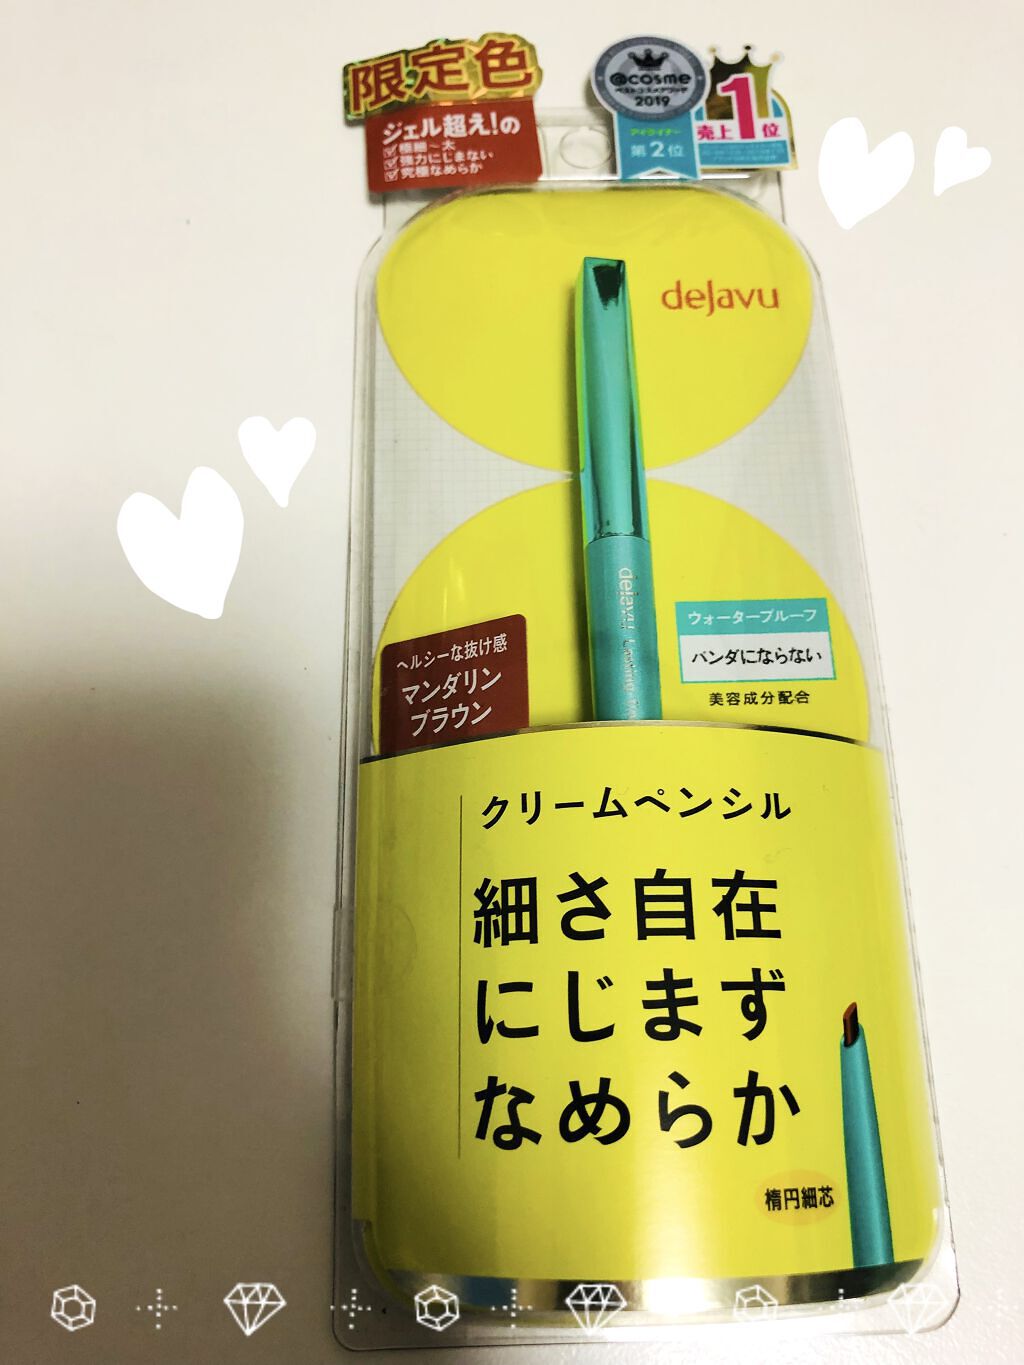 限定色
ジェル超え!の
極細～太
強力ににじまない
究極なめらか
@cosme
ベストコスメアワード
2019
アイライナー
第2位
売上1位
dejavu
dejavu Lasting
ヘルシーな抜け感
マンダリン
ブラウン
ウォータープルーフ
パンダにならない
美容成分配合
クリームペンシル
細さ自在
にじまず
なめらか
楕円細芯